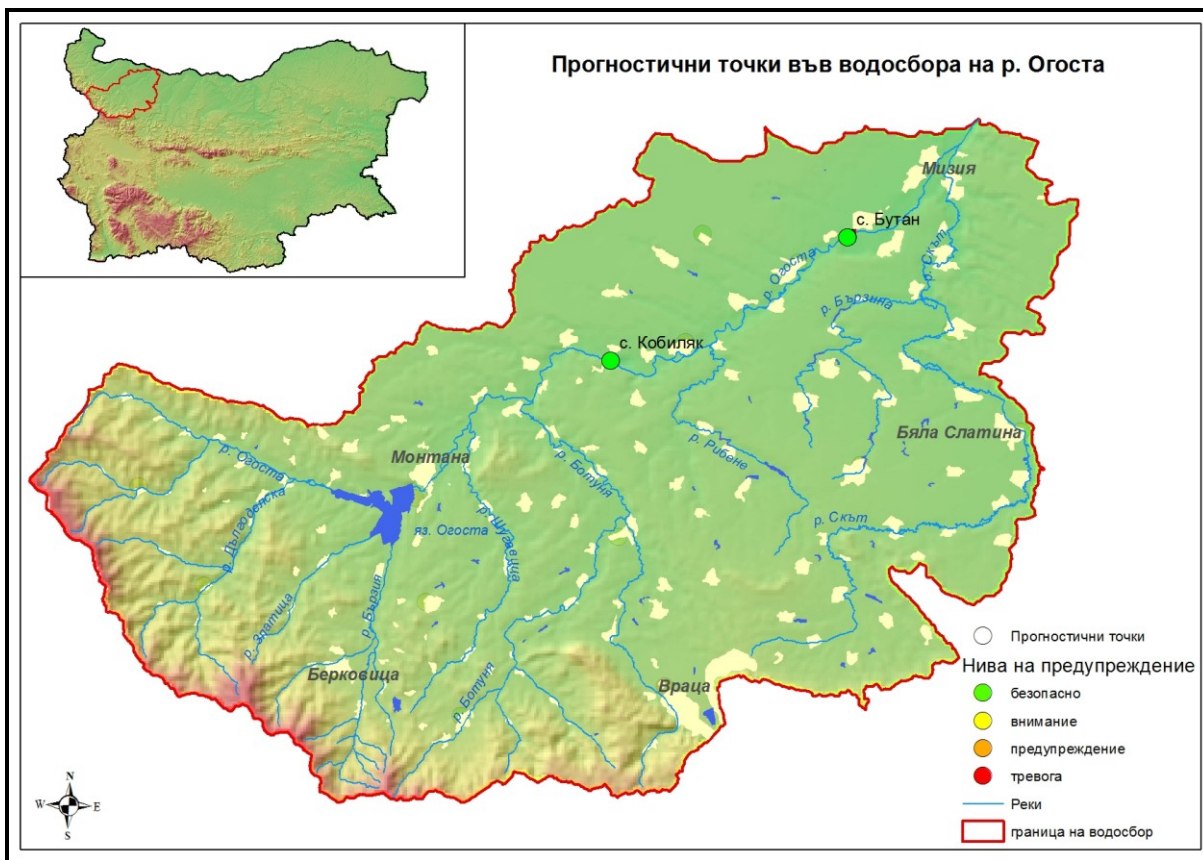 Прогностични точки във водосбора на р. Огоста
Мизия
с. Бутан
р. Скът
р. Огоста
р. Бързина
с. Кобиляк
Бяла Слатина
Монтана
р. Огоста
р. Ботуня
р. Рибене
р. Скът
р. Дългоделска
яз. Огоста
р. Шугавица
р. Златица
р. Бързия
Берковица
р. Ботуня
Враца
Прогностични точки
Нива на предупреждение
безопасно
внимание
предупреждение
тревога
Реки
граница на водосбор
N
W E
S